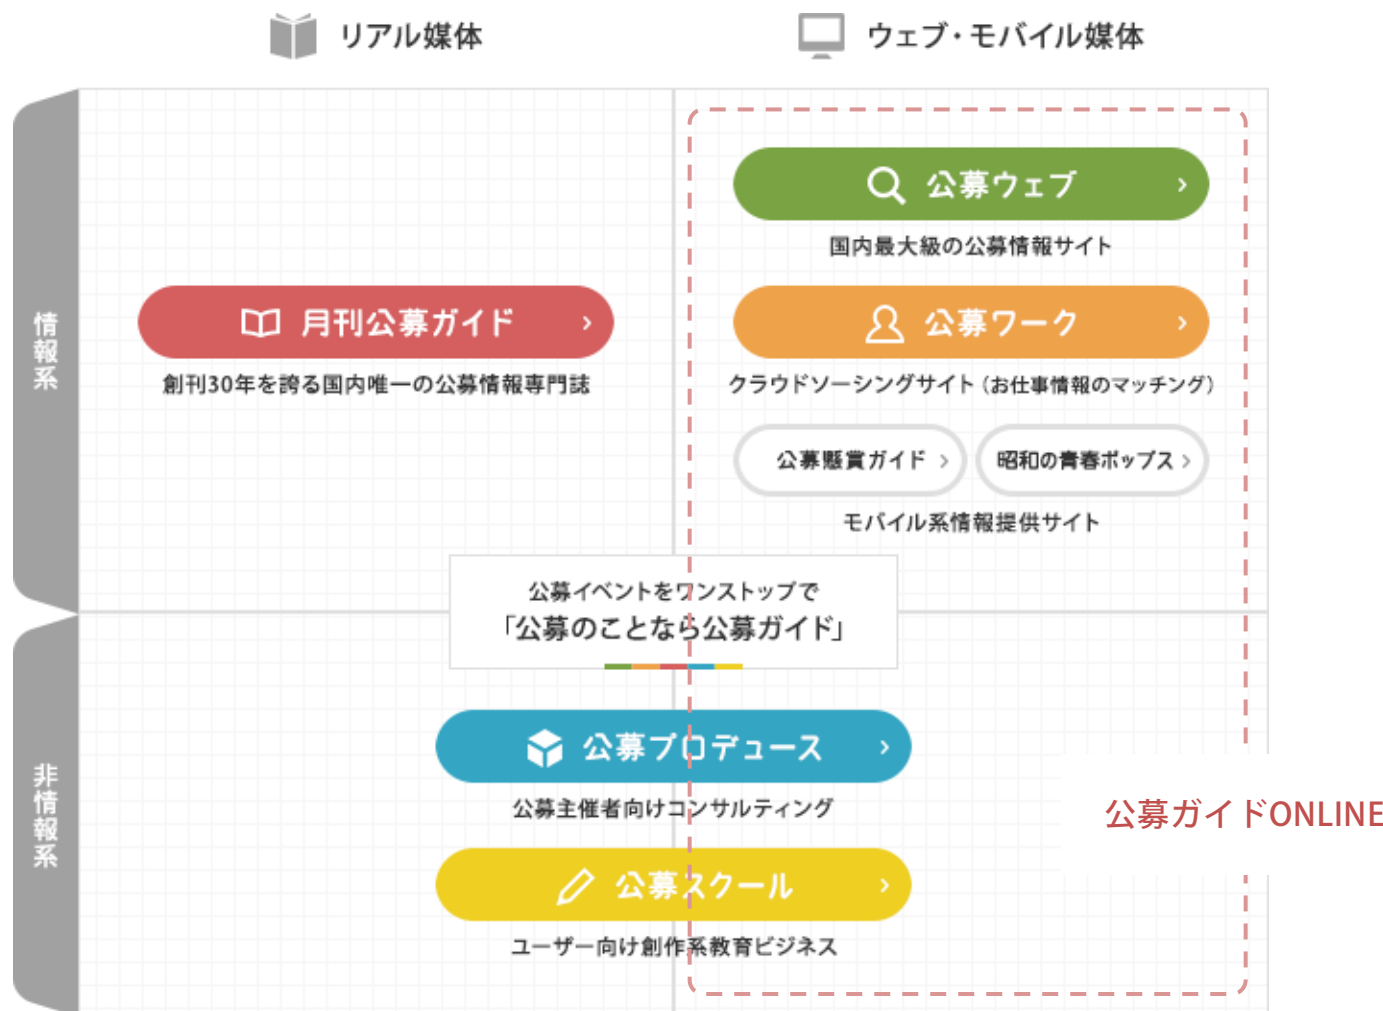 リアル媒体
ウェブ・モバイル媒体
情報系
公募ウェブ
国内最大級の公募情報サイト
月刊公募ガイド
創刊30年を誇る国内唯一の公募情報専門誌
公募ワーク
クラウドソーシングサイト（お仕事情報のマッチング）
公募懸賞ガイド
昭和の青春ポップス
モバイル系情報提供サイト
公募イベントをワンストップで
「公募のことなら公募ガイド」
非情報系
公募プロデュース
公募主催者向けコンサルティング
公募ガイドONLINE
公募スクール
ユーザー向け創作系教育ビジネス